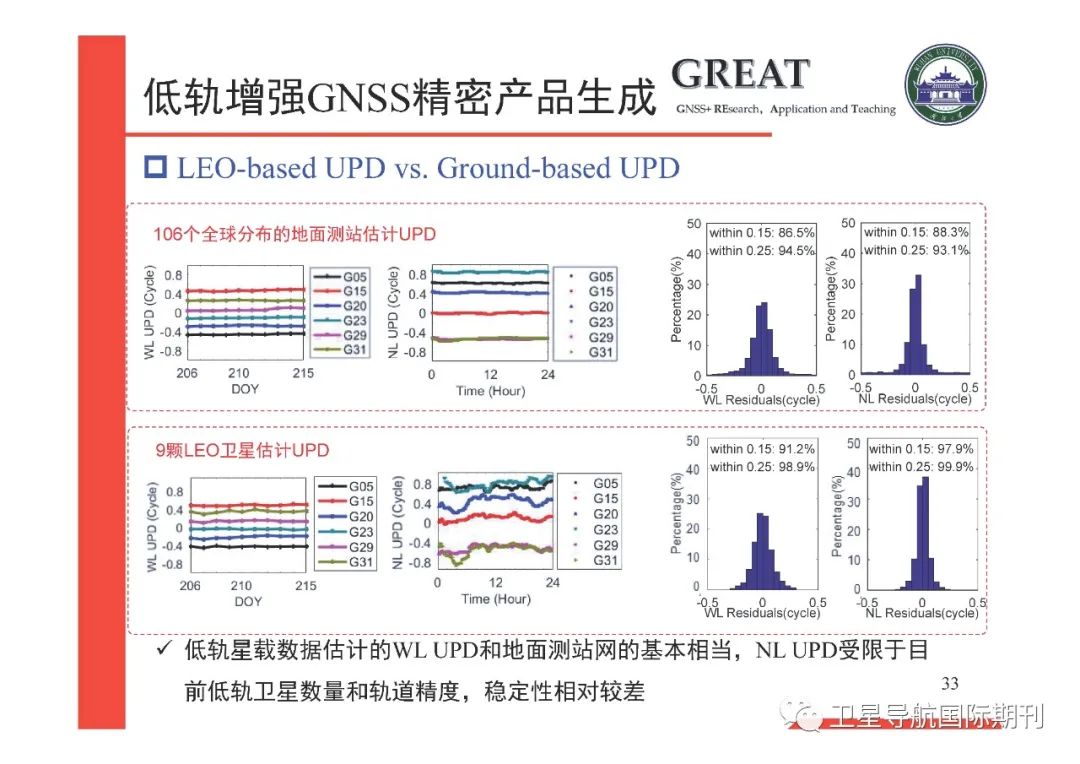 低轨增强GNSS精密产品生成
GREAT
GNSS+ REsearch, Application and Teaching
WUHAN UNIVERSITY
LEO-based UPD vs. Ground-based UPD
106个全球分布的地面测站估计UPD
WL UPD (Cycle)
0.8
0.4
0
-0.4
-0.8
206
210
215
DOY
G05
G15
G20
G23
G29
G31
NL UPD (Cycle)
0.8
0.4
0
-0.4
-0.8
0
12
24
Time (Hour)
G05
G15
G20
G23
G29
G31
Percentage(%)
50
40
30
20
10
0
within 0.15: 86.5%
within 0.25: 94.5%
-0.5
0
0.5
WL Residuals(cycle)
Percentage(%)
50
40
30
20
10
0
within 0.15: 88.3%
within 0.25: 93.1%
-0.5
0
0.5
NL Residuals(cycle)
9颗LEO卫星估计UPD
WL UPD (Cycle)
0.8
0.4
0
-0.4
-0.8
206
210
215
DOY
G05
G15
G20
G23
G29
G31
NL UPD (Cycle)
0.8
0.4
0
-0.4
-0.8
0
12
24
Time (Hour)
G05
G15
G20
G23
G29
G31
Percentage(%)
50
40
30
20
10
0
within 0.15: 91.2%
within 0.25: 98.9%
-0.5
0
0.5
WL Residuals(cycle)
Percentage(%)
50
40
30
20
10
0
within 0.15: 97.9%
within 0.25: 99.9%
-0.5
0
0.5
NL Residuals(cycle)
低轨星载数据估计的WL UPD和地面测站网的基本相当，NL UPD受限于目
前低轨卫星数量和轨道精度，稳定性相对较差
33
卫星导航国际期刊